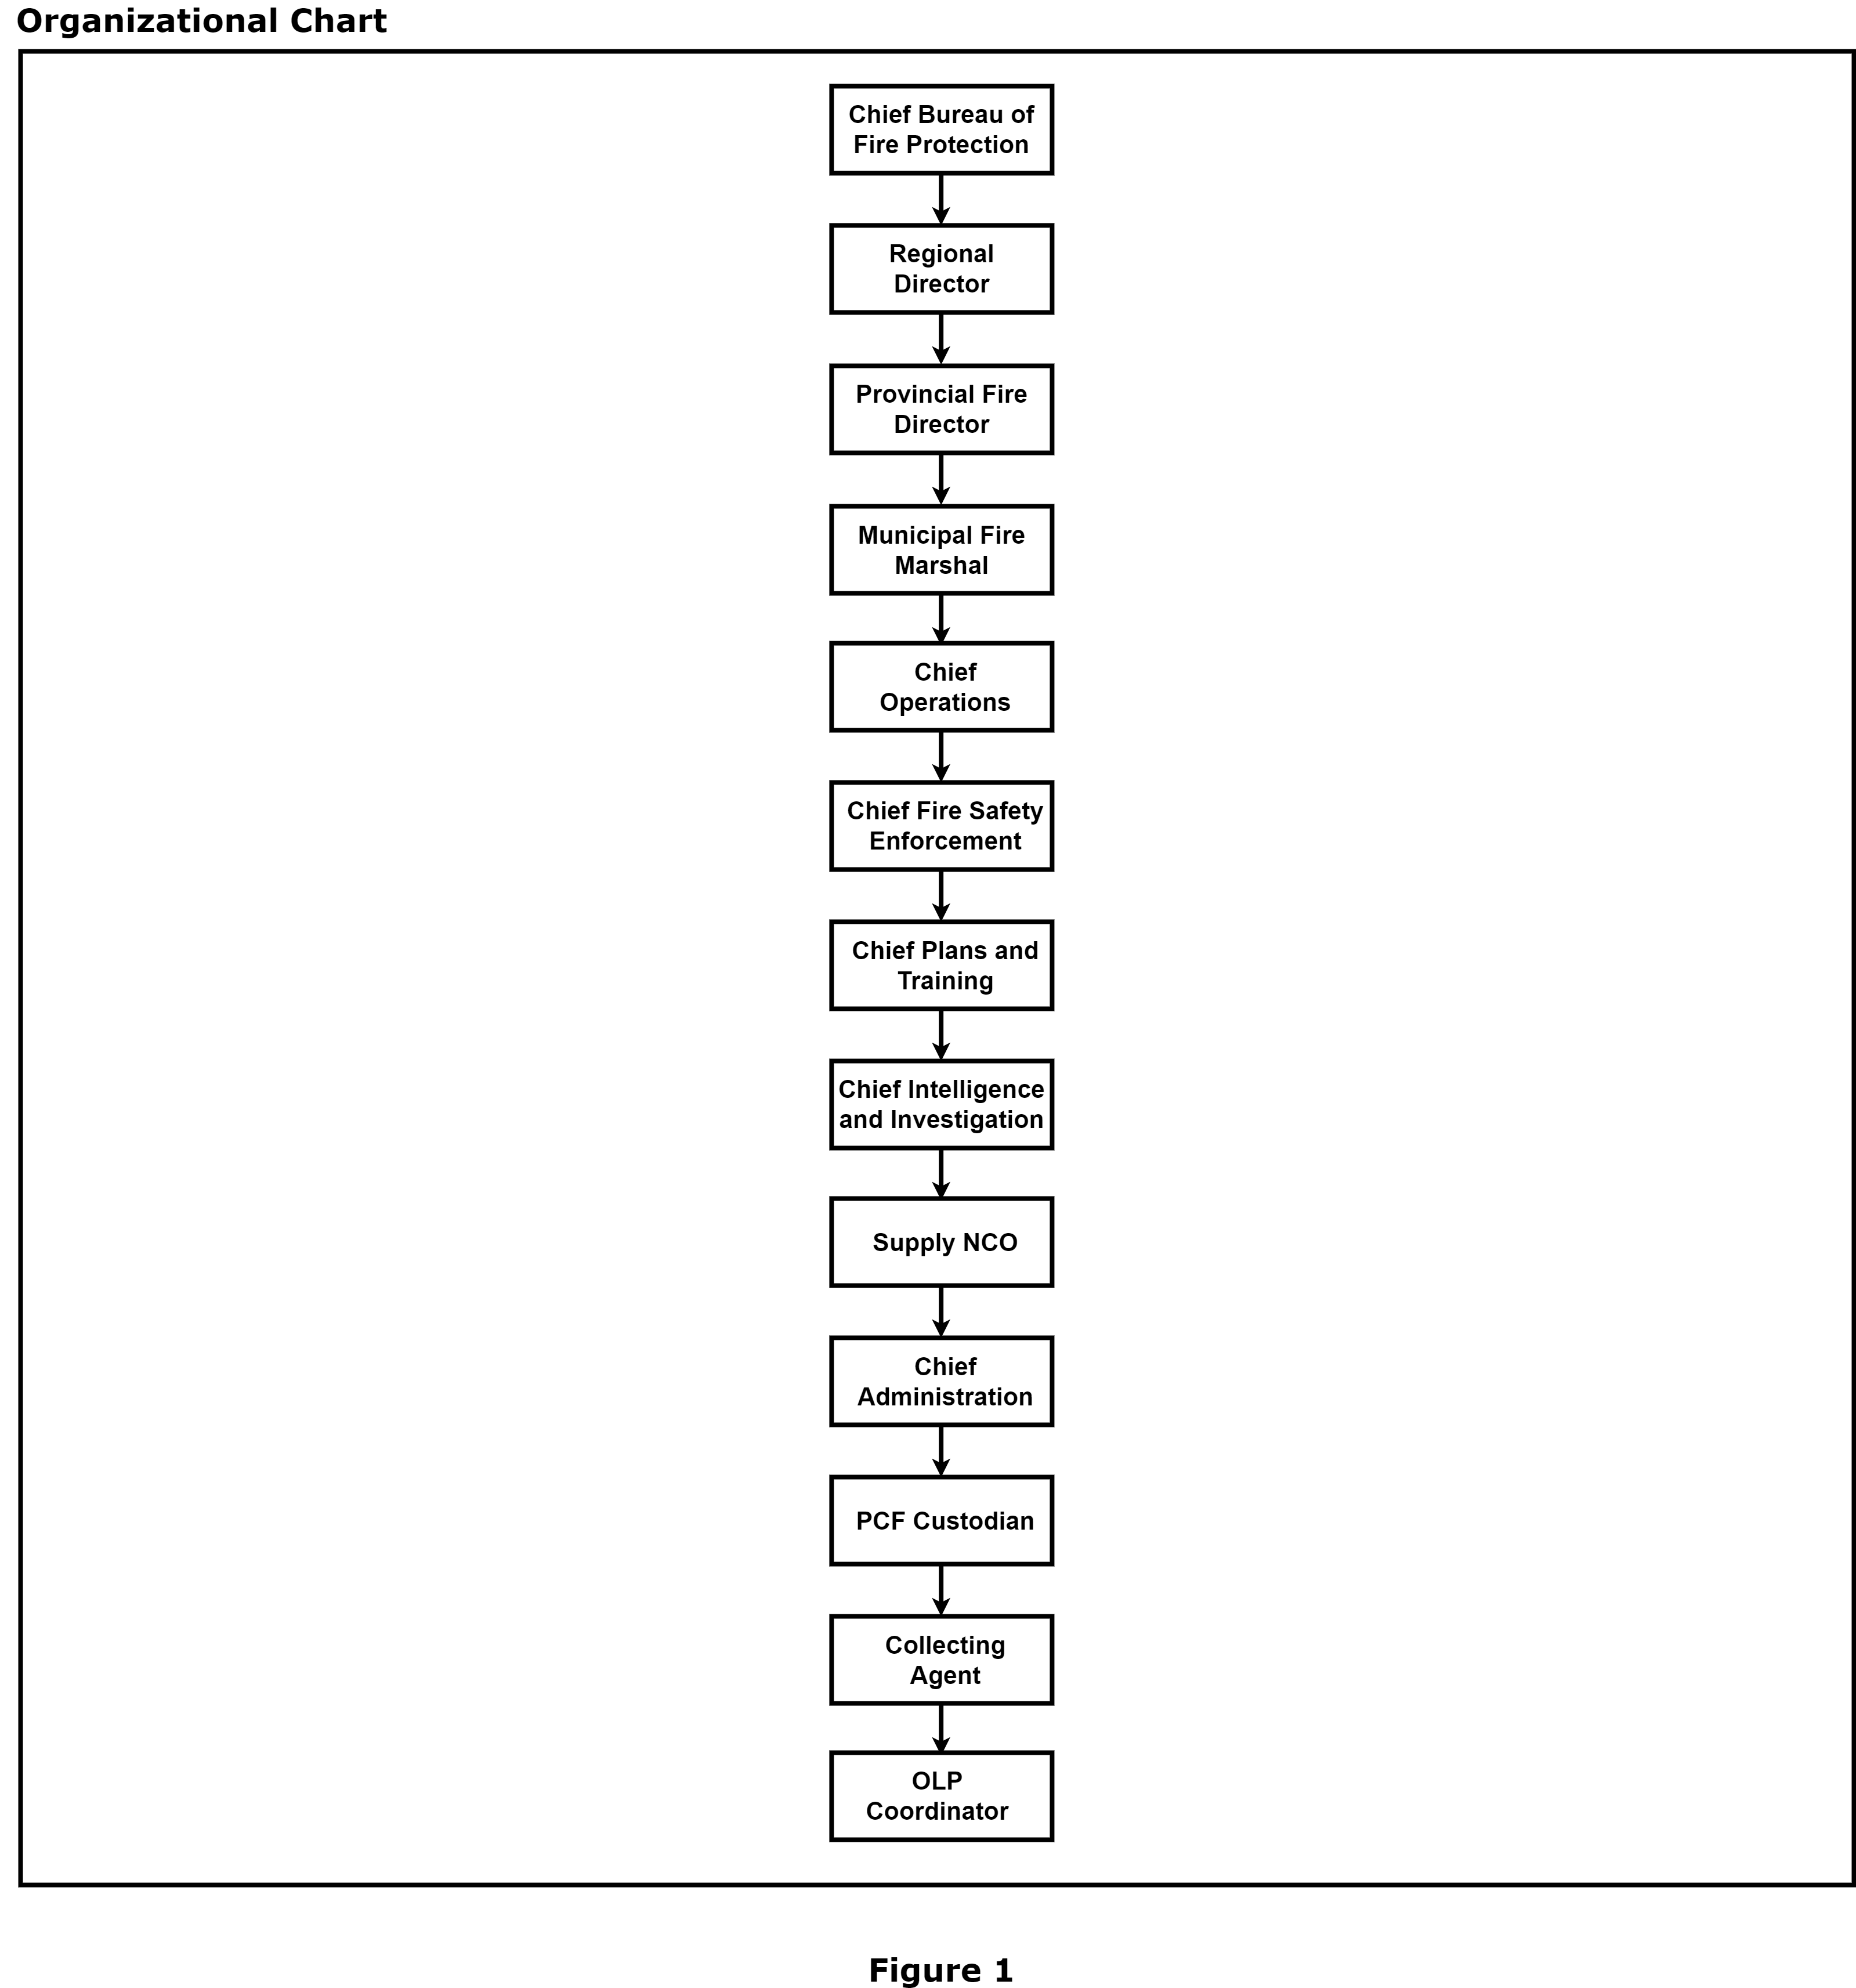 Organizational Chart
Chief Bureau of
Fire Protection
Regional
Director
Provincial Fire
Director
Municipal Fire
Marshal
Chief
Operations
Chief Fire Safety
Enforcement
Chief Plans and
Training
Chief Intelligence
and Investigation
Supply NCO
Chief
Administration
PCF Custodian
Collecting
Agent
OLP
Coordinator
Figure 1